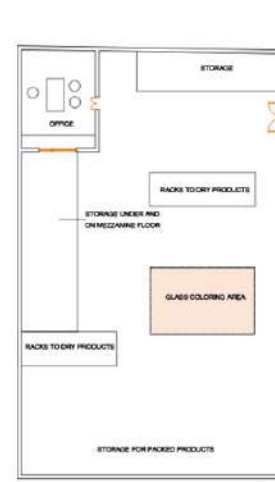 STORAGE
OFFICE
RACKS TO DRY PRODUCTS
STORAGE UNDER AND
ON MEZZANINE FLOOR
GLASS COLORING AREA
RACKS TO DRY PRODUCTS
STORAGE FOR PACKED PRODUCTS